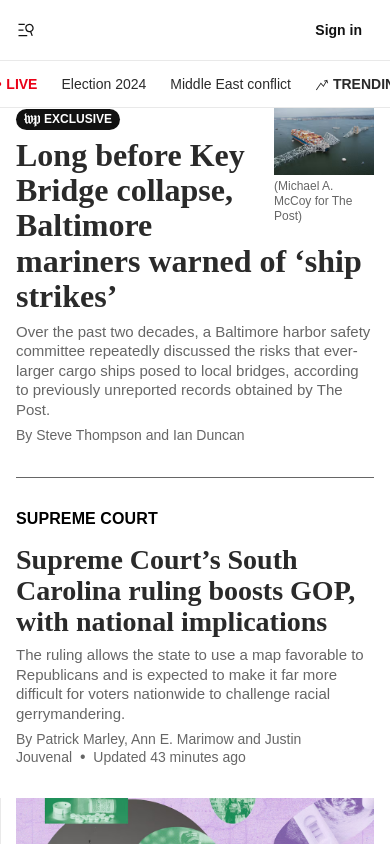 Sign in
LIVE
Election 2024
Middle East conflict
wp EXCLUSIVE
Long before Key
Bridge collapse,
Baltimore
mariners warned of ‘ship
strikes’
(Michael A.
McCoy for The
Post)
Over the past two decades, a Baltimore harbor safety
committee repeatedly discussed the risks that ever-
larger cargo ships posed to local bridges, according
to previously unreported records obtained by The
Post.
By Steve Thompson and Ian Duncan
SUPREME COURT
Supreme Court’s South
Carolina ruling boosts GOP,
with national implications
The ruling allows the state to use a map favorable to
Republicans and is expected to make it far more
difficult for voters nationwide to challenge racial
gerrymandering.
By Patrick Marley, Ann E. Marimow and Justin
Jouvenal • Updated 43 minutes ago